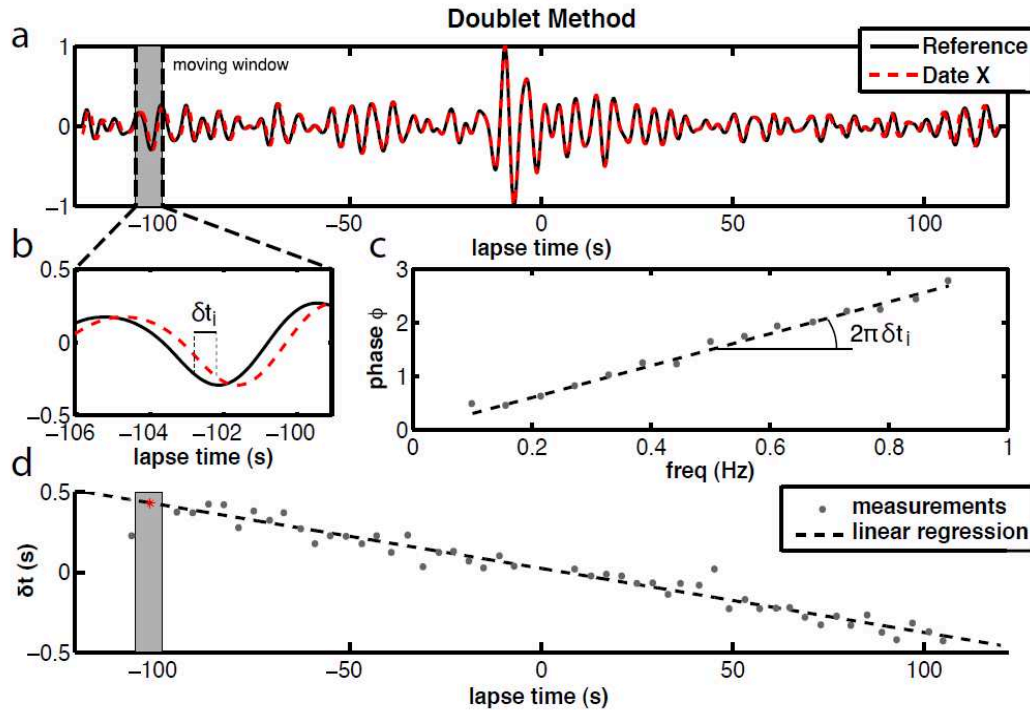 Doublet Method
a
1
0
−1
moving window
Reference
Date X
−100
−50
0
50
100
lapse time (s)
b
0.5
0
−0.5
δti
−106
−104
−102
−100
lapse time (s)
c
3
2
1
0
phase ϕ
2π δti
0
0.2
0.4
0.6
0.8
1
freq (Hz)
d
0.5
0
−0.5
δt (s)
measurements
linear regression
−100
−50
0
50
100
lapse time (s)